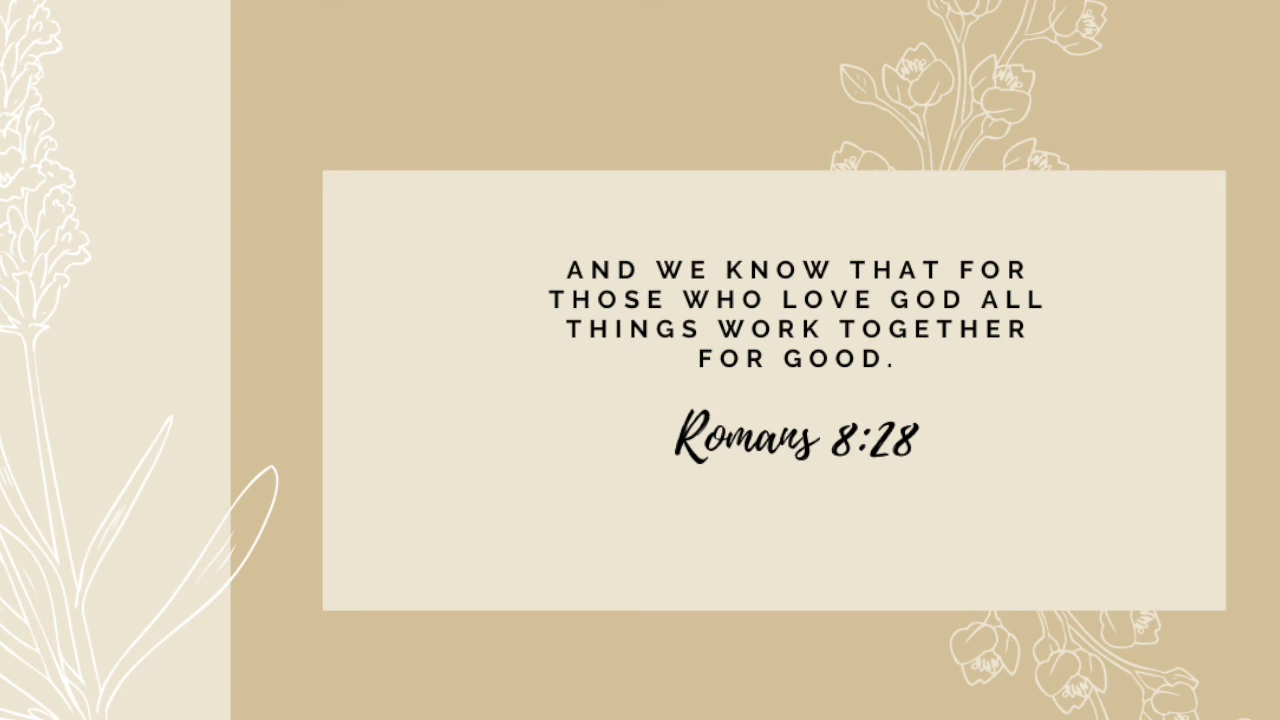 AND WE KNOW THAT FOR
THOSE WHO LOVE GOD ALL
THINGS WORK TOGETHER
FOR GOOD.
Romans 8:28